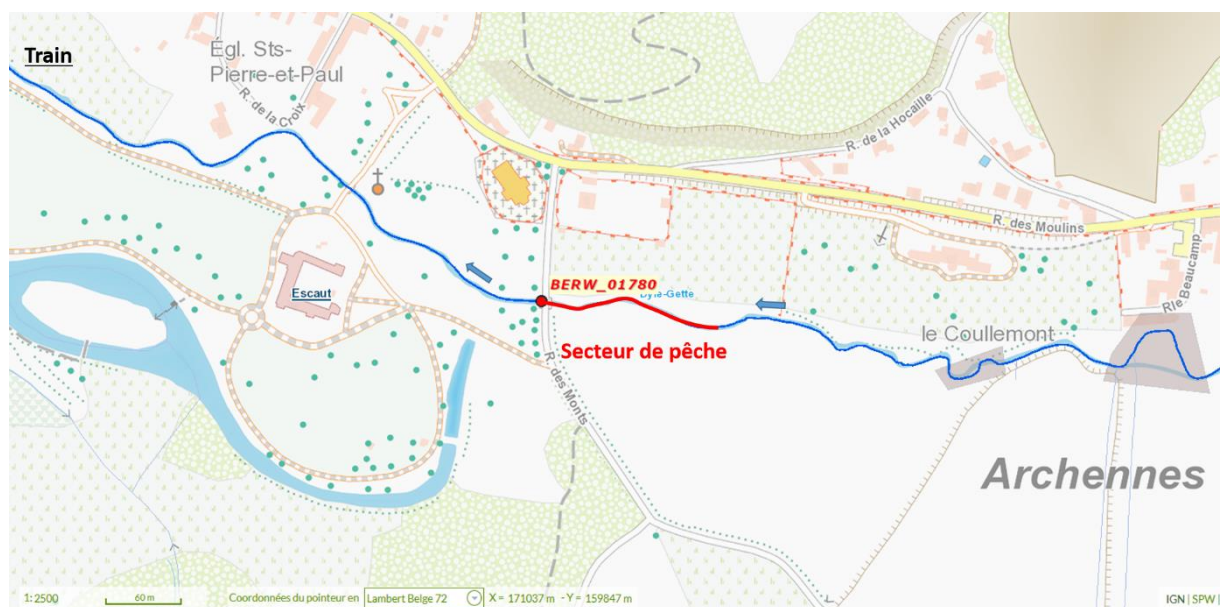 Train
Égl. Sts-
Pierre-et-Paul
R. de la Croix
R. de la Hocaille
R. des Moulins
Rle Beaucamp
BERW_01780
Escaut
Dyle-Gette
Secteur de pêche
le Coullemont
R. des Monts
Archennes
1: 2500
60 m
Coordonnées du pointeur en Lambert Belge 72 X = 171037 m - Y = 159847 m
IGN | SPW |